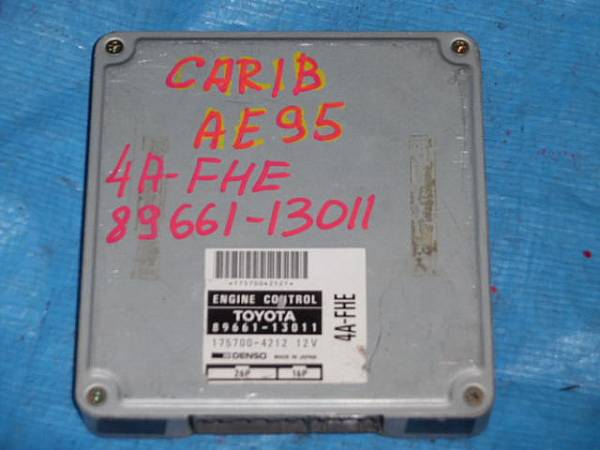 CARIB
AE95
4A-FHE
89661-13011
*1757004212T*
ENGINE CONTROL
TOYOTA
89661-13011
175700-4212 12V
DENSO MADE IN JAPAN
26P 16P
4A-FHE